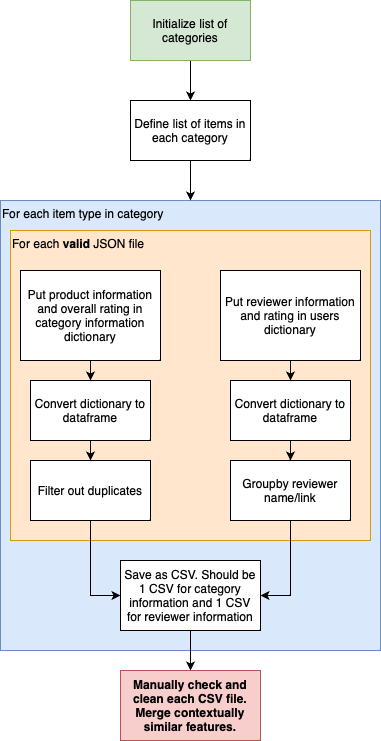 Initialize list of
categories
Define list of items in
each category
For each item type in category
For each valid JSON file
Put product information
and overall rating in
category information
dictionary
Put reviewer information
and rating in users
dictionary
Convert dictionary to
dataframe
Convert dictionary to
dataframe
Filter out duplicates
Groupby reviewer
name/link
Save as CSV. Should be
1 CSV for category
information and 1 CSV
for reviewer information
Manually check and
clean each CSV file.
Merge contextually
similar features.